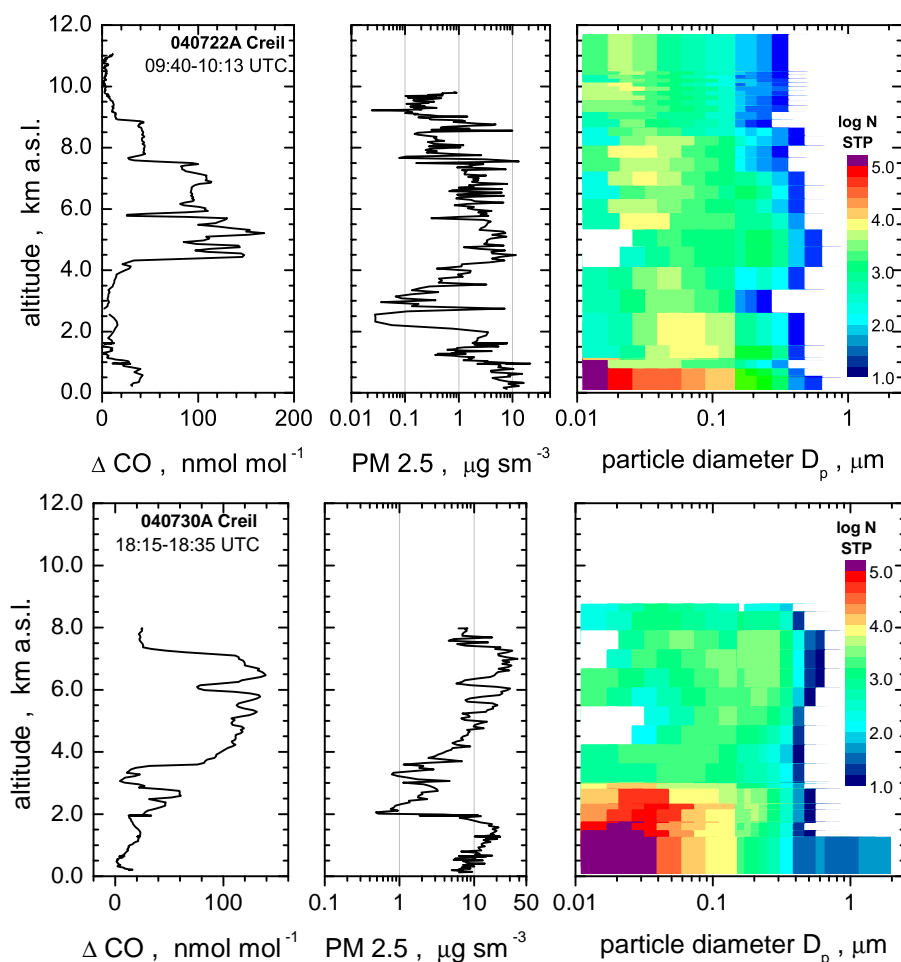 12.0
10.0
8.0
6.0
4.0
2.0
0.0
altitude , km a.s.l.
040722A Creil
09:40-10:13 UTC
0 100 200
Δ CO , nmol mol⁻¹
0.01 0.1 1 10
PM 2.5 , μg sm⁻³
log N
STP
5.0
4.0
3.0
2.0
1.0
0.01 0.1 1
particle diameter Dₚ , μm
12.0
10.0
8.0
6.0
4.0
2.0
0.0
altitude , km a.s.l.
040730A Creil
18:15-18:35 UTC
0 100
Δ CO , nmol mol⁻¹
0.1 1 10 50
PM 2.5 , μg sm⁻³
log N
STP
5.0
4.0
3.0
2.0
1.0
0.01 0.1 1
particle diameter Dₚ , μm